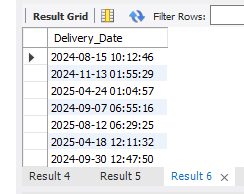 Result Grid Filter Rows:
Delivery_Date
2024-08-15 10:12:46
2024-11-13 01:55:29
2025-04-24 01:04:57
2024-09-07 06:55:16
2025-08-12 06:29:25
2025-04-18 12:11:32
2024-09-30 12:47:50
Result 4 Result 5 Result 6